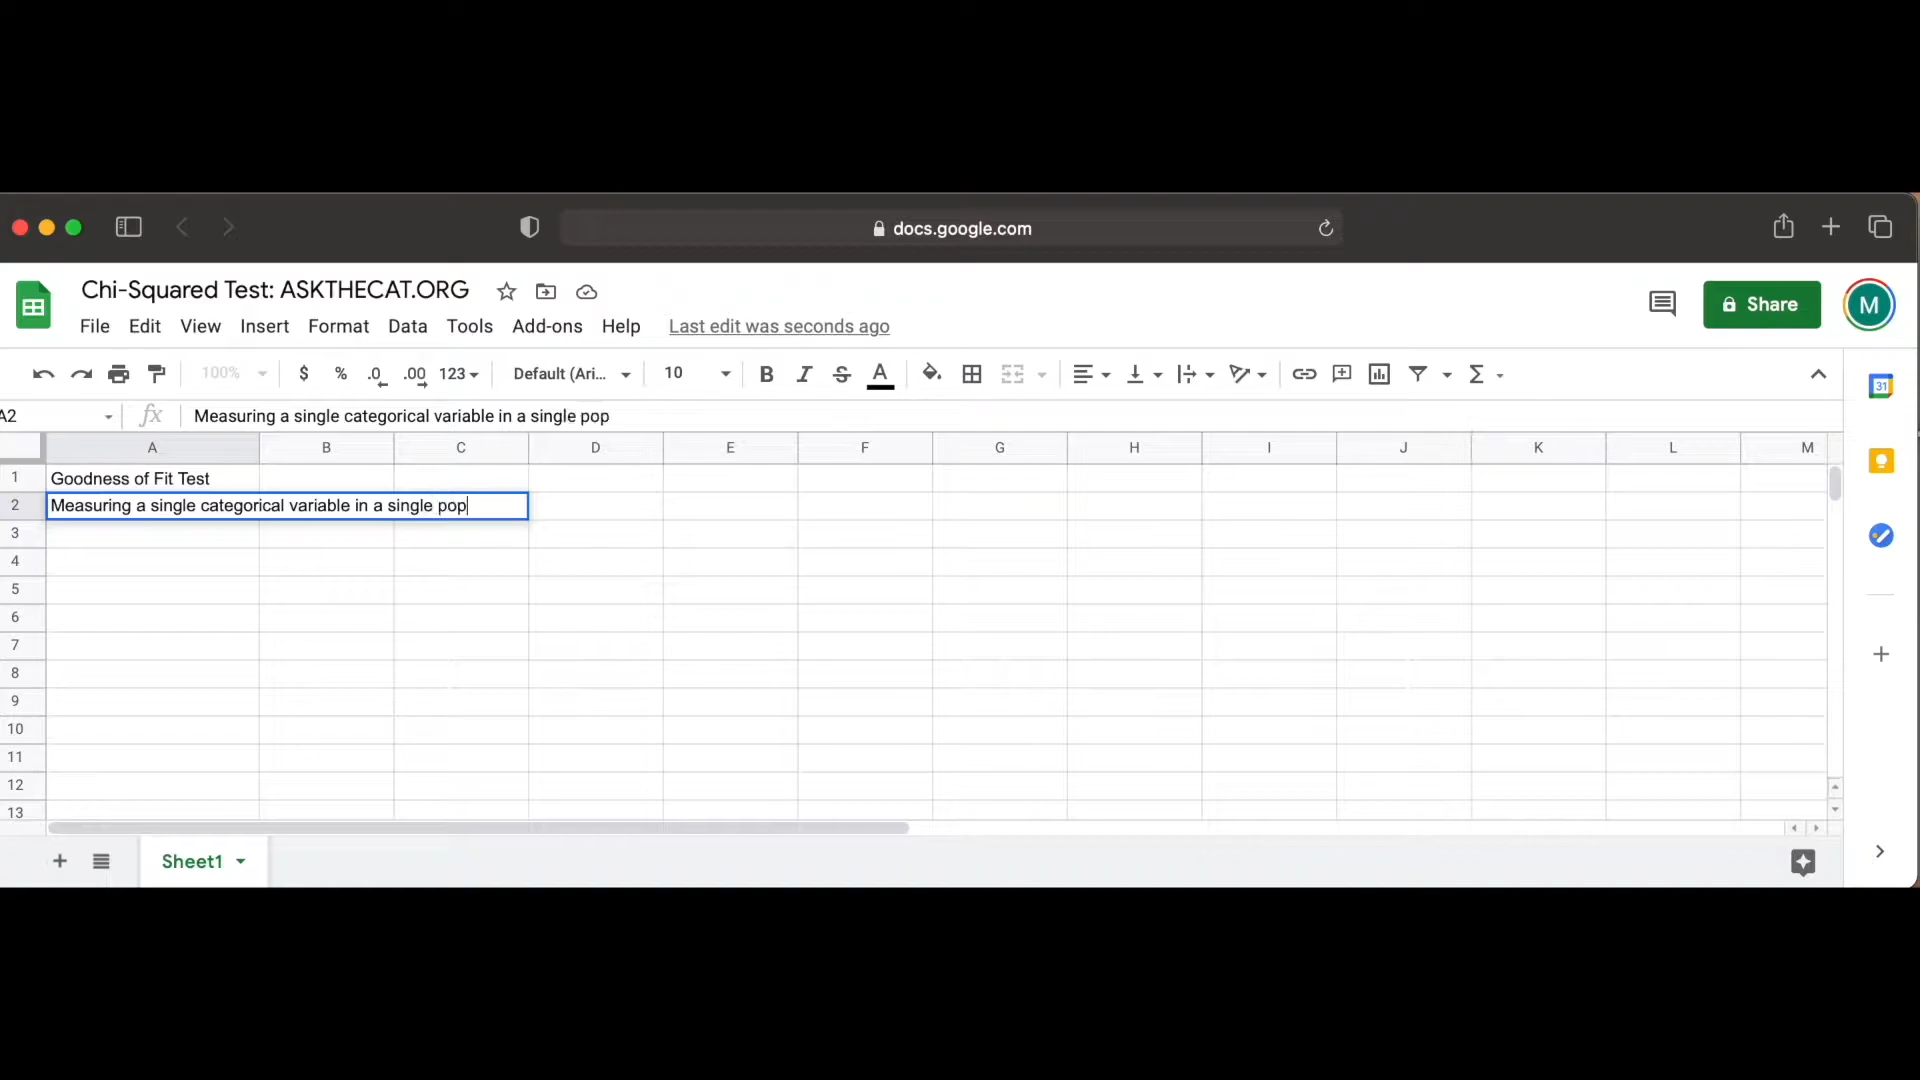 docs.google.com
Chi-Squared Test: ASKTHECAT.ORG
File Edit View Insert Format Data Tools Add-ons Help Last edit was seconds ago
Share
M
100% $ % .0 .00 123 Default (Ari... 10 B I S A
31
A2 fx Measuring a single categorical variable in a single pop
A B C D E F G H I J K L M
1 Goodness of Fit Test
2 Measuring a single categorical variable in a single pop
3
4
5
6
7
8
9
10
11
12
13
Sheet1